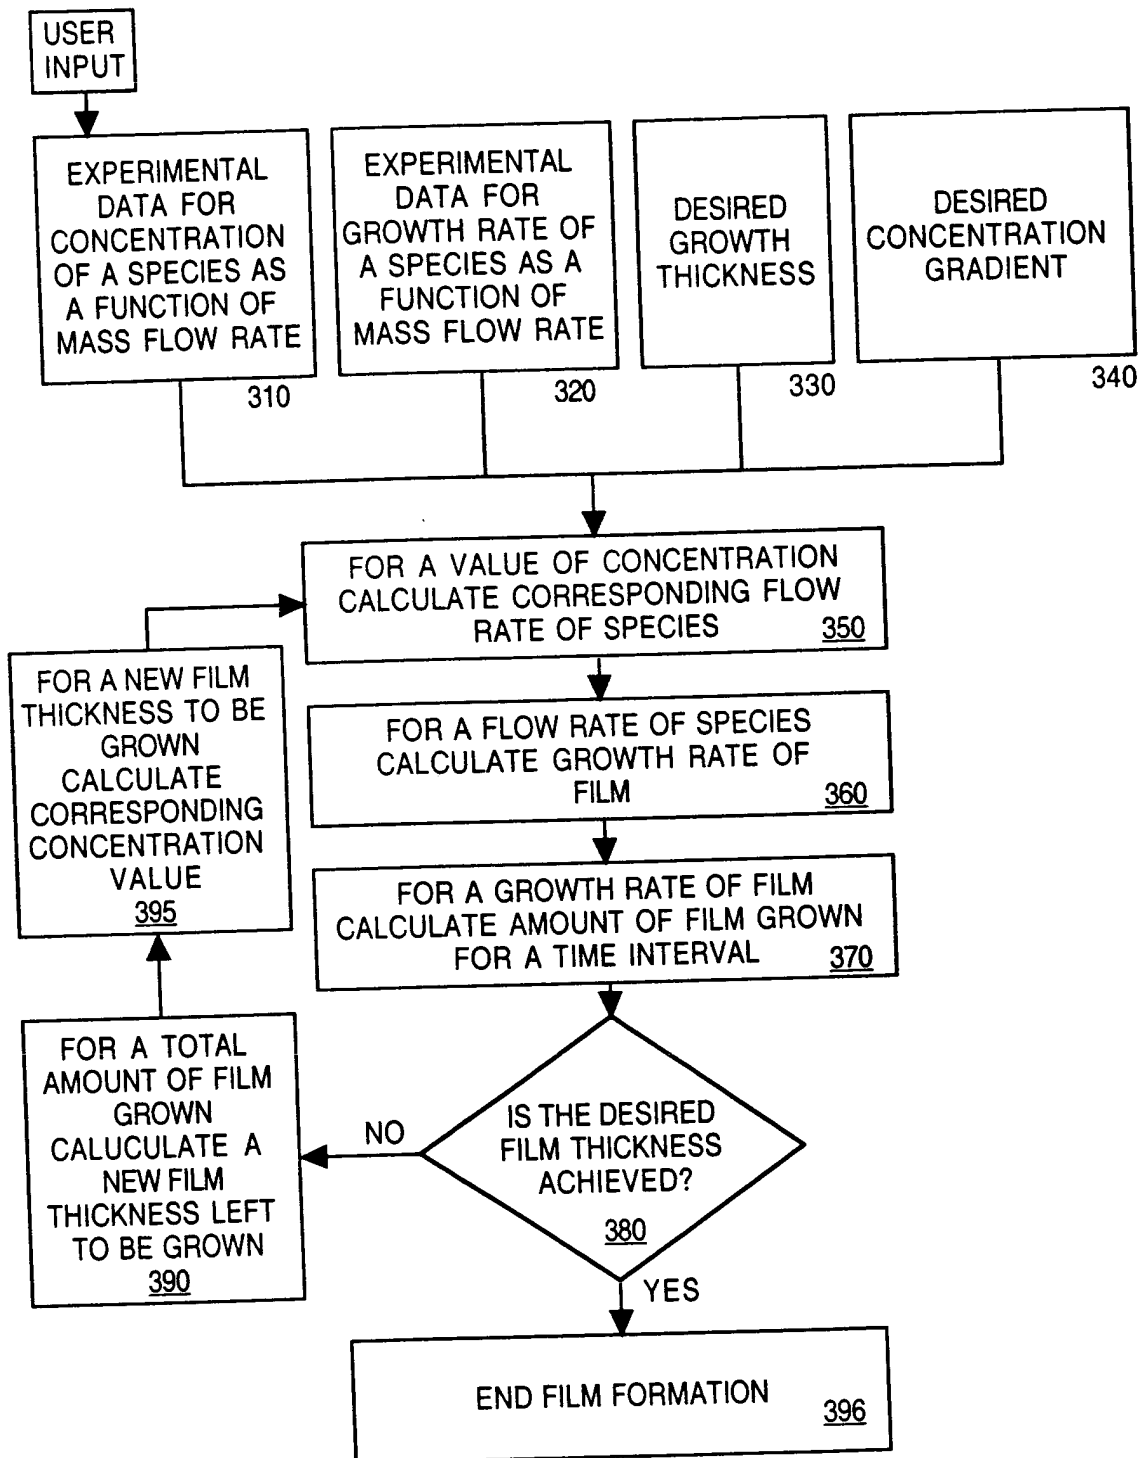 USER
INPUT
EXPERIMENTAL
DATA FOR
CONCENTRATION
OF A SPECIES AS
A FUNCTION OF
MASS FLOW RATE
310
EXPERIMENTAL
DATA FOR
GROWTH RATE OF
A SPECIES AS A
FUNCTION OF
MASS FLOW RATE
320
DESIRED
GROWTH
THICKNESS
330
DESIRED
CONCENTRATION
GRADIENT
340
FOR A VALUE OF CONCENTRATION
CALCULATE CORRESPONDING FLOW
RATE OF SPECIES 350
FOR A FLOW RATE OF SPECIES
CALCULATE GROWTH RATE OF
FILM 360
FOR A GROWTH RATE OF FILM
CALCULATE AMOUNT OF FILM GROWN
FOR A TIME INTERVAL 370
IS THE DESIRED
FILM THICKNESS
ACHIEVED?
380
NO
FOR A TOTAL
AMOUNT OF FILM
GROWN
CALUCULATE A
NEW FILM
THICKNESS LEFT
TO BE GROWN
390
FOR A NEW FILM
THICKNESS TO BE
GROWN
CALCULATE
CORRESPONDING
CONCENTRATION
VALUE
395
YES
END FILM FORMATION 396